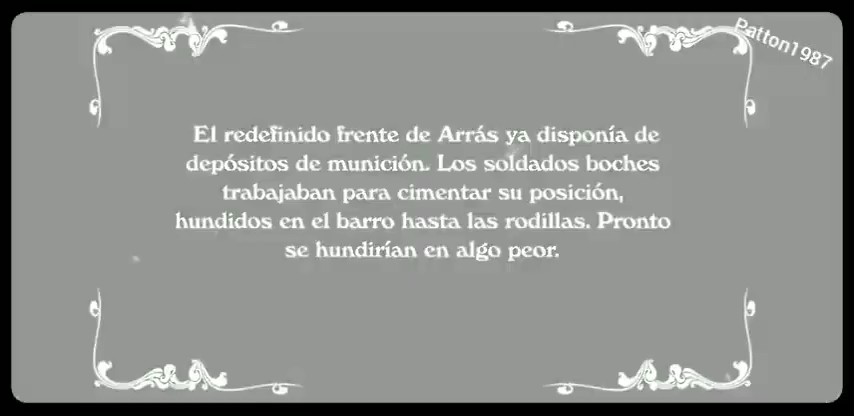 Patton1987
El redefinido frente de Arrás ya disponía de
depósitos de munición. Los soldados boches
trabajaban para cimentar su posición,
hundidos en el barro hasta las rodillas. Pronto
se hundirían en algo peor.